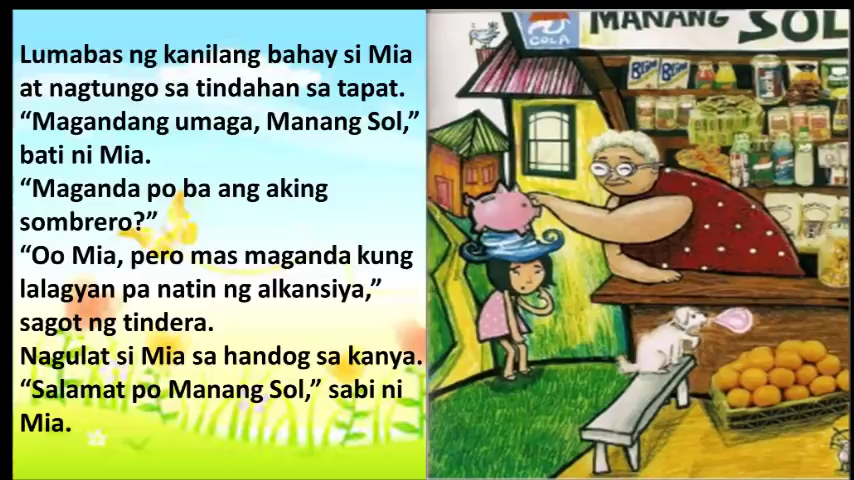 Lumabas ng kanilang bahay si Mia
at nagtungo sa tindahan sa tapat.
“Magandang umaga, Manang Sol,”
bati ni Mia.
“Maganda po ba ang aking
sombrero?”
“Oo Mia, pero mas maganda kung
lalagyan pa natin ng alkansiya,”
sagot ng tindera.
Nagulat si Mia sa handog sa kanya.
“Salamat po Manang Sol,” sabi ni
Mia.
COLA
MANANG SOL